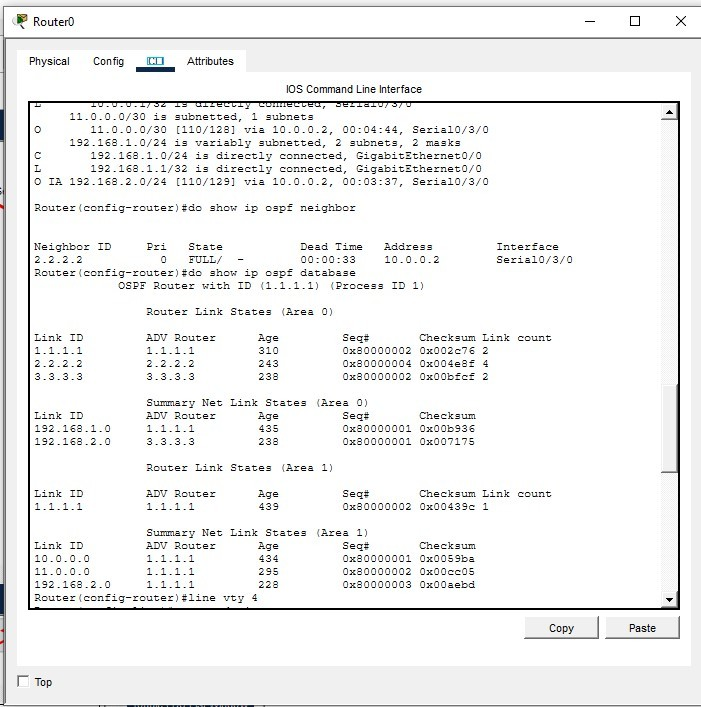 Router0
Physical Config CLI Attributes
IOS Command Line Interface
L 10.0.0.1/32 is directly connected, Serial0/3/0
11.0.0.0/30 is subnetted, 1 subnets
O 11.0.0.0/30 [110/128] via 10.0.0.2, 00:04:44, Serial0/3/0
192.168.1.0/24 is variably subnetted, 2 subnets, 2 masks
C 192.168.1.0/24 is directly connected, GigabitEthernet0/0
L 192.168.1.1/32 is directly connected, GigabitEthernet0/0
O IA 192.168.2.0/24 [110/129] via 10.0.0.2, 00:03:37, Serial0/3/0
Router(config-router)#do show ip ospf neighbor
Neighbor ID Pri State Dead Time Address Interface
2.2.2.2 0 FULL/ - 00:00:33 10.0.0.2 Serial0/3/0
Router(config-router)#do show ip ospf database
OSPF Router with ID (1.1.1.1) (Process ID 1)
Router Link States (Area 0)
Link ID ADV Router Age Seq# Checksum Link count
1.1.1.1 1.1.1.1 310 0x80000002 0x002c76 2
2.2.2.2 2.2.2.2 243 0x80000004 0x004e8f 4
3.3.3.3 3.3.3.3 238 0x80000002 0x00bfcf 2
Summary Net Link States (Area 0)
Link ID ADV Router Age Seq# Checksum
192.168.1.0 1.1.1.1 435 0x80000001 0x00b936
192.168.2.0 3.3.3.3 238 0x80000001 0x007175
Router Link States (Area 1)
Link ID ADV Router Age Seq# Checksum Link count
1.1.1.1 1.1.1.1 439 0x80000002 0x00439c 1
Summary Net Link States (Area 1)
Link ID ADV Router Age Seq# Checksum
10.0.0.0 1.1.1.1 434 0x80000001 0x0059ba
11.0.0.0 1.1.1.1 295 0x80000002 0x00cc05
192.168.2.0 1.1.1.1 228 0x80000003 0x00aebd
Router(config-router)#line vty 4
Copy Paste
Top